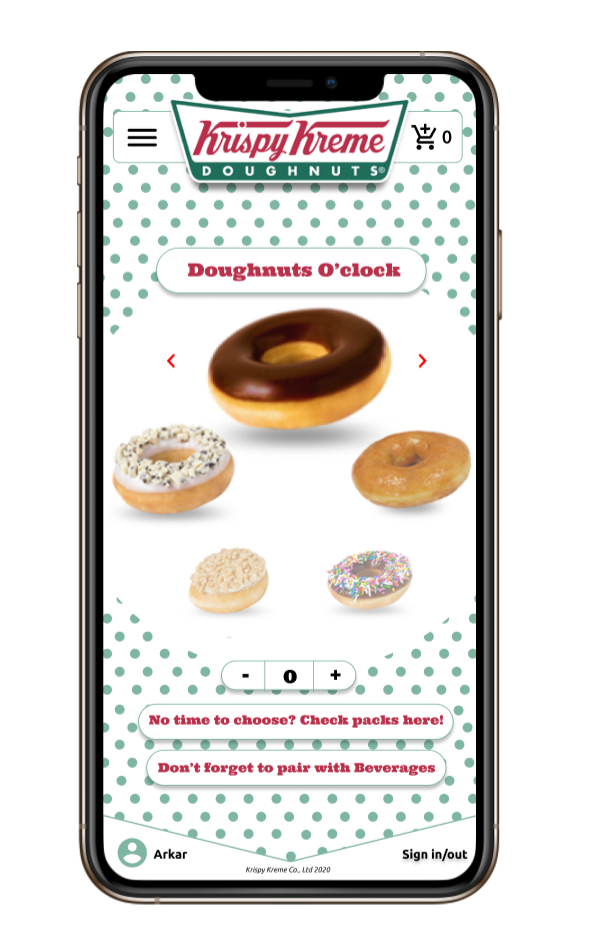 Krispy Kreme
DOUGHNUTS®
0
Doughnuts O'clock
- 0 +
No time to choose? Check packs here!
Don't forget to pair with Beverages
Arkar
Sign in/out
Krispy Kreme Co., Ltd 2020